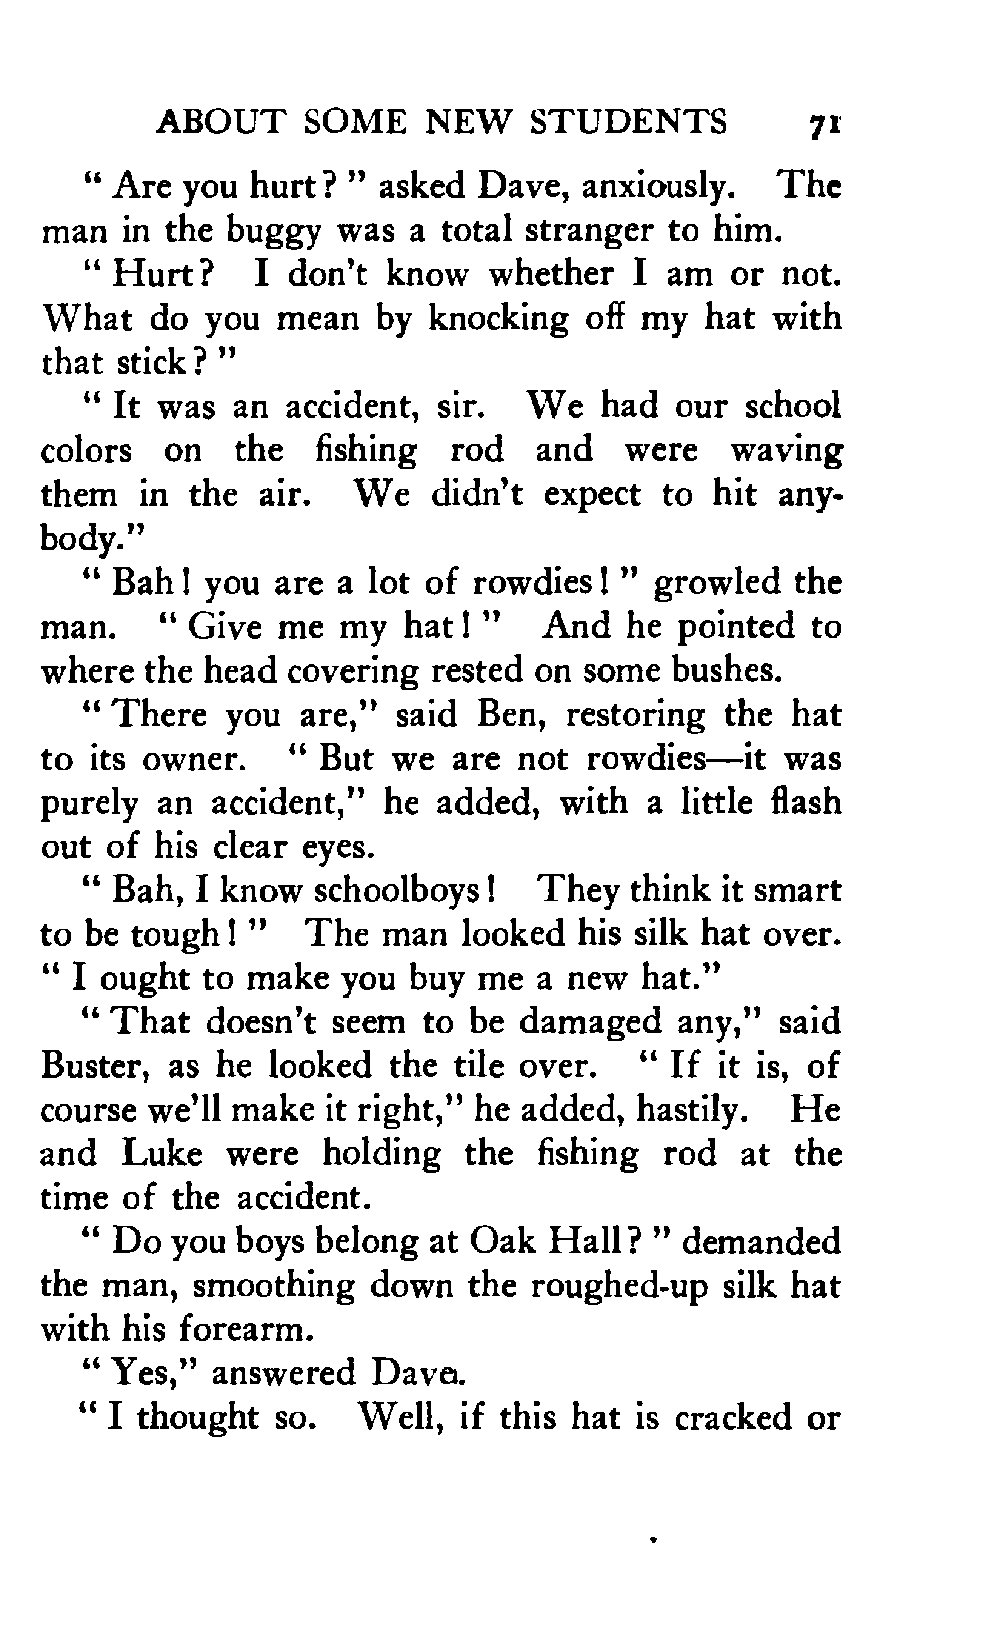 ABOUT SOME NEW STUDENTS 71
“ Are you hurt? ” asked Dave, anxiously. The
man in the buggy was a total stranger to him.
“ Hurt? I don't know whether I am or not.
What do you mean by knocking off my hat with
that stick? ”
“ It was an accident, sir. We had our school
colors on the fishing rod and were waving
them in the air. We didn't expect to hit any-
body.”
“ Bah! you are a lot of rowdies! ” growled the
man. “ Give me my hat! ” And he pointed to
where the head covering rested on some bushes.
“ There you are,” said Ben, restoring the hat
to its owner. “ But we are not rowdies—it was
purely an accident,” he added, with a little flash
out of his clear eyes.
“ Bah, I know schoolboys! They think it smart
to be tough! ” The man looked his silk hat over.
“ I ought to make you buy me a new hat.”
“ That doesn't seem to be damaged any,” said
Buster, as he looked the tile over. “ If it is, of
course we'll make it right,” he added, hastily. He
and Luke were holding the fishing rod at the
time of the accident.
“ Do you boys belong at Oak Hall? ” demanded
the man, smoothing down the roughed-up silk hat
with his forearm.
“ Yes,” answered Dave.
“ I thought so. Well, if this hat is cracked or